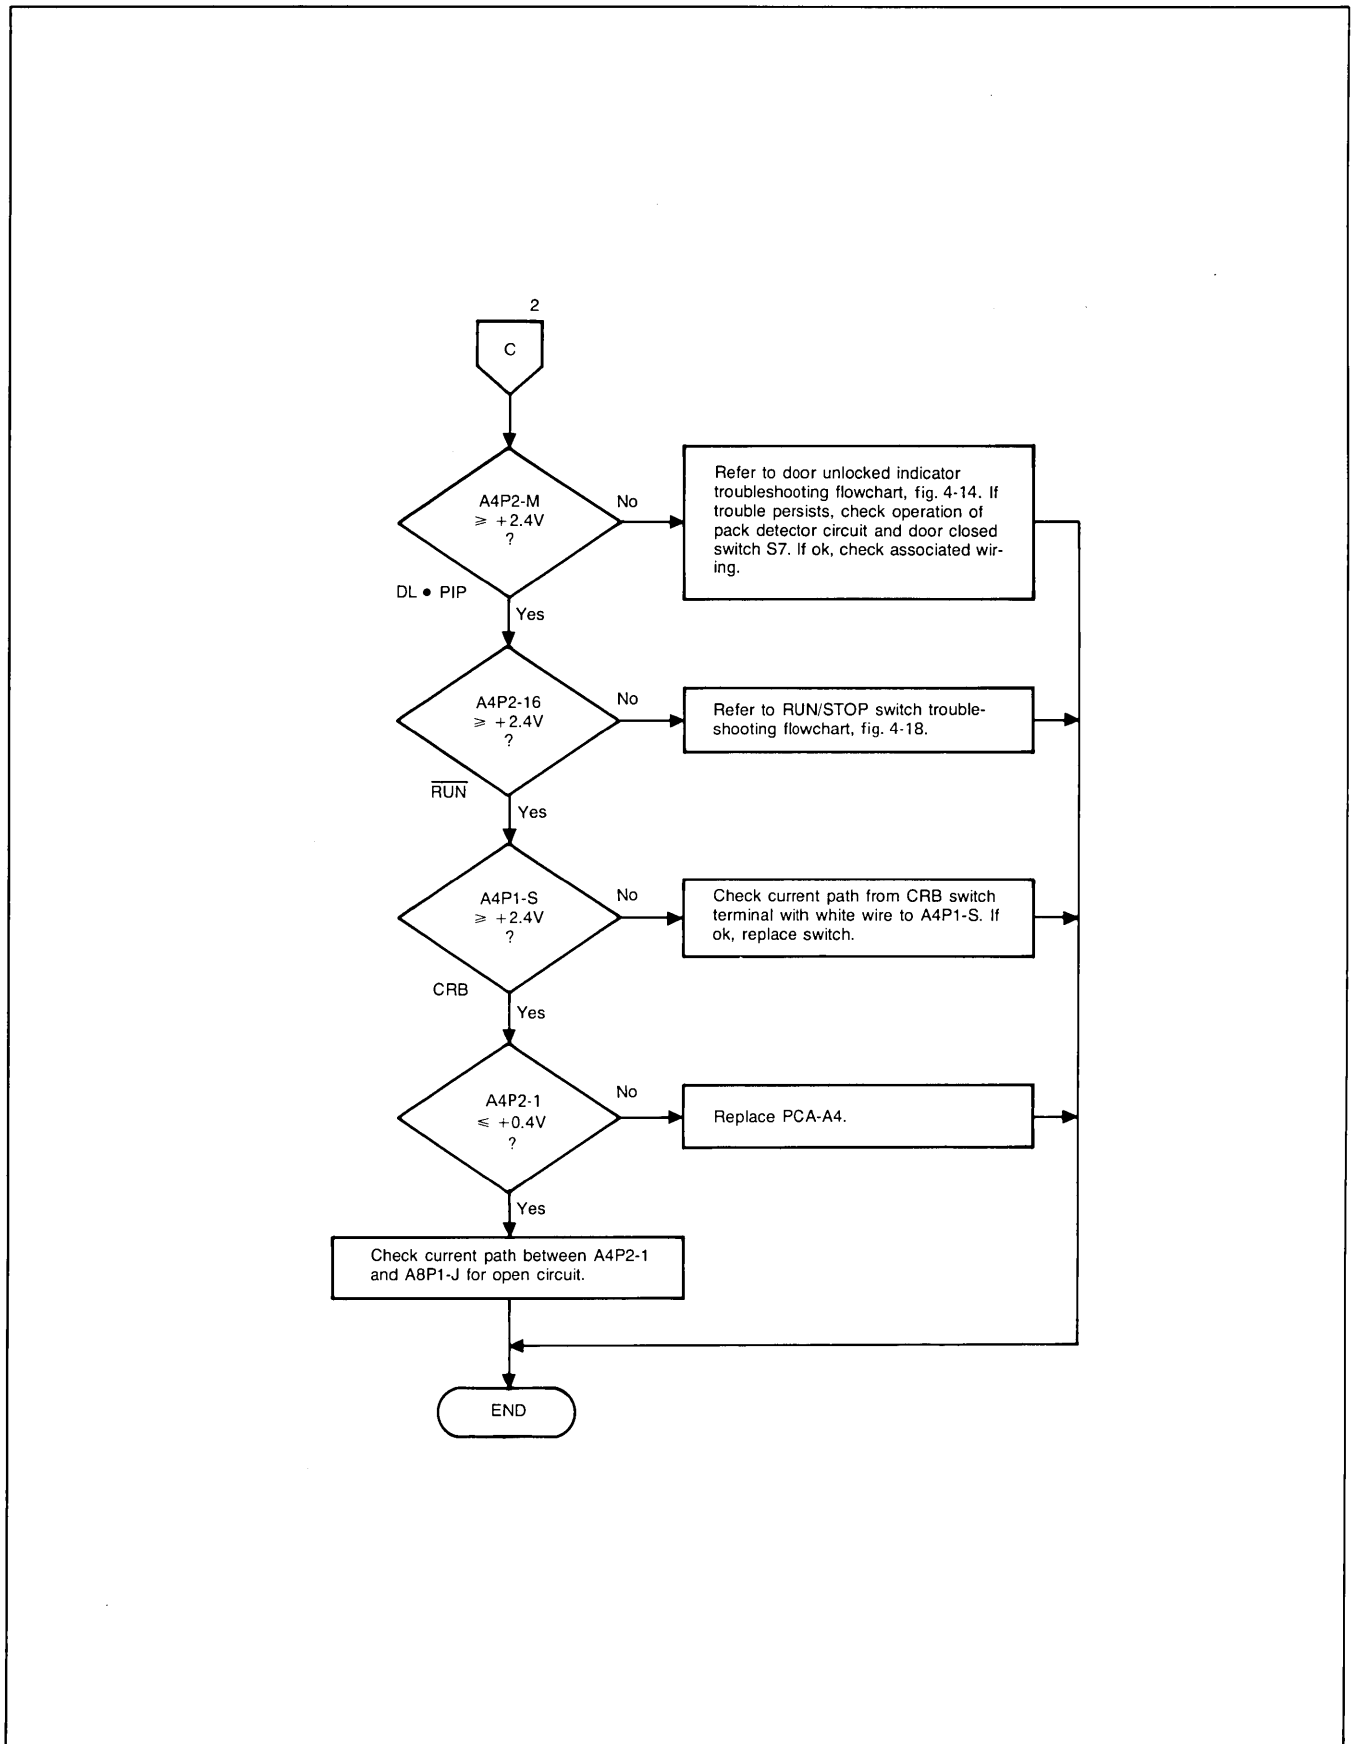 2
C
A4P2-M
≥ +2.4V
?
No
Refer to door unlocked indicator
troubleshooting flowchart, fig. 4-14. If
trouble persists, check operation of
pack detector circuit and door closed
switch S7. If ok, check associated wir-
ing.
DL • PIP
Yes
A4P2-16
≥ +2.4V
?
No
Refer to RUN/STOP switch trouble-
shooting flowchart, fig. 4-18.
R̅U̅N̅
Yes
A4P1-S
≥ +2.4V
?
No
Check current path from CRB switch
terminal with white wire to A4P1-S. If
ok, replace switch.
CRB
Yes
A4P2-1
≤ +0.4V
?
No
Replace PCA-A4.
Yes
Check current path between A4P2-1
and A8P1-J for open circuit.
END